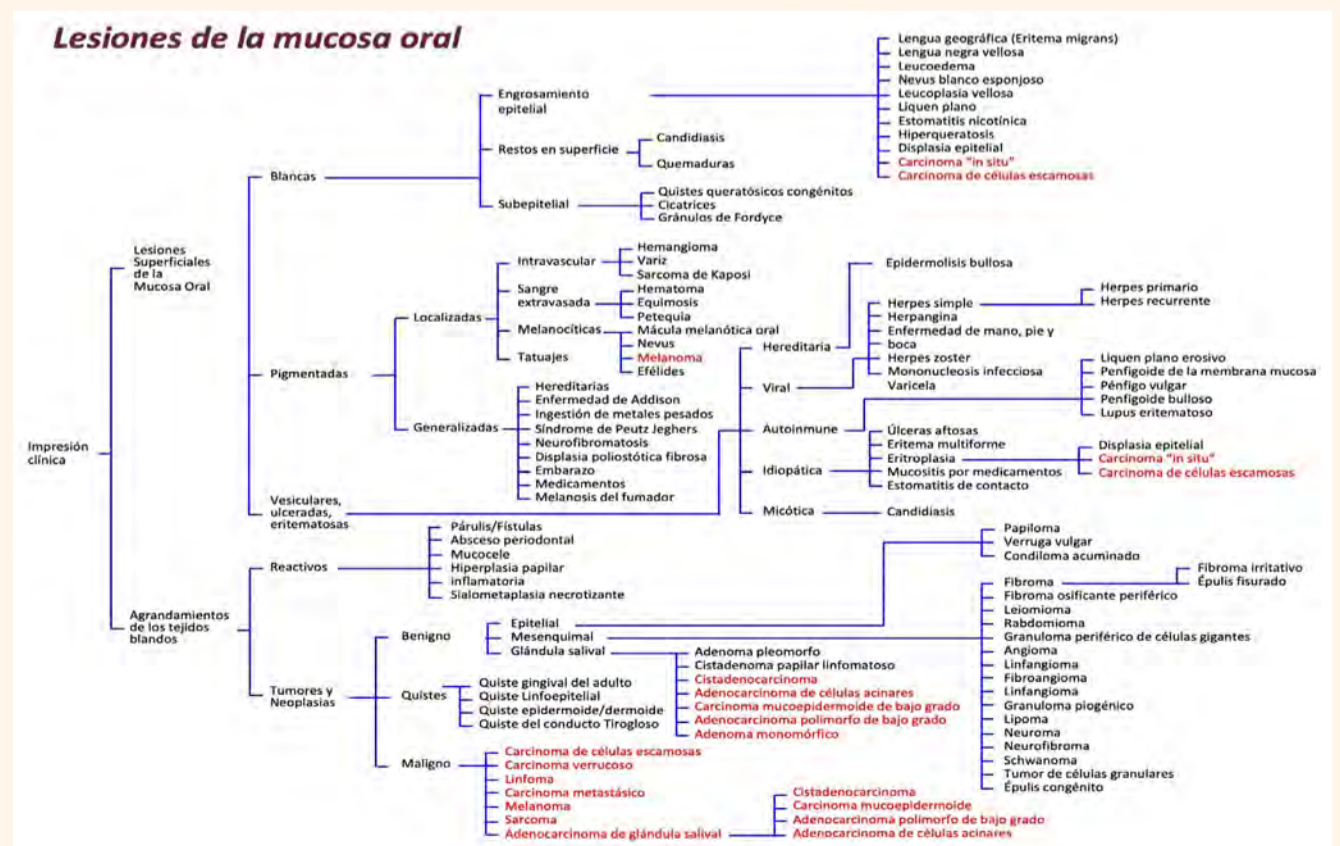 Lesiones de la mucosa oral
Impresión
clínica
Lesiones
Superficiales
de la
Mucosa Oral
Blancas
Engrosamiento
epitelial
Lengua geográfica (Eritema migrans)
Lengua negra vellosa
Leucoedema
Nevus blanco esponjoso
Leucoplasia vellosa
Liquen plano
Estomatitis nicotínica
Hiperqueratosis
Displasia epitelial
Carcinoma "in situ"
Carcinoma de células escamosas
Restos en superficie
Candidiasis
Quemaduras
Subepitelial
Quistes queratósicos congénitos
Cicatrices
Gránulos de Fordyce
Pigmentadas
Localizadas
Intravascular
Hemangioma
Variz
Sarcoma de Kaposi
Sangre
extravasada
Hematoma
Equimosis
Petequia
Melanocíticas
Mácula melanótica oral
Nevus
Melanoma
Efélides
Tatuajes
Generalizadas
Hereditarias
Enfermedad de Addison
Ingestión de metales pesados
Síndrome de Peutz Jeghers
Neurofibromatosis
Displasia poliostótica fibrosa
Embarazo
Medicamentos
Melanosis del fumador
Vesiculares,
ulceradas,
eritematosas
Hereditaria
Epidermolisis bullosa
Viral
Herpes simple
Herpes primario
Herpes recurrente
Herpangina
Enfermedad de mano, pie y
boca
Herpes zoster
Mononucleosis infecciosa
Varicela
Autoinmune
Liquen plano erosivo
Penfigoide de la membrana mucosa
Pénfigo vulgar
Penfigoide bulloso
Lupus eritematoso
Idiopática
Úlceras aftosas
Eritema multiforme
Eritroplasia
Displasia epitelial
Carcinoma "in situ"
Carcinoma de células escamosas
Mucositis por medicamentos
Estomatitis de contacto
Micótica
Candidiasis
Agrandamientos
de los tejidos
blandos
Reactivos
Párulis/Fístulas
Absceso periodontal
Mucocele
Hiperplasia papilar
inflamatoria
Sialometaplasia necrotizante
Tumores y
Neoplasias
Benigno
Epitelial
Papiloma
Verruga vulgar
Condiloma acuminado
Mesenquimal
Fibroma
Fibroma irritativo
Épulis fisurado
Fibroma osificante periférico
Leiomioma
Rabdomioma
Granuloma periférico de células gigantes
Angioma
Linfangioma
Fibroangioma
Linfangioma
Granuloma piogénico
Lipoma
Neuroma
Neurofibroma
Schwanoma
Tumor de células granulares
Épulis congénito
Glándula salival
Adenoma pleomorfo
Cistadenoma papilar linfomatoso
Cistadenocarcinoma
Adenocarcinoma de células acinares
Carcinoma mucoepidermoide de bajo grado
Adenocarcinoma polimorfo de bajo grado
Adenoma monomórfico
Quistes
Quiste gingival del adulto
Quiste Linfoepitelial
Quiste epidermoide/dermoide
Quiste del conducto Tirogloso
Maligno
Carcinoma de células escamosas
Carcinoma verrucoso
Linfoma
Carcinoma metastásico
Melanoma
Sarcoma
Adenocarcinoma de glándula salival
Cistadenocarcinoma
Carcinoma mucoepidermoide
Adenocarcinoma polimorfo de bajo grado
Adenocarcinoma de células acinares